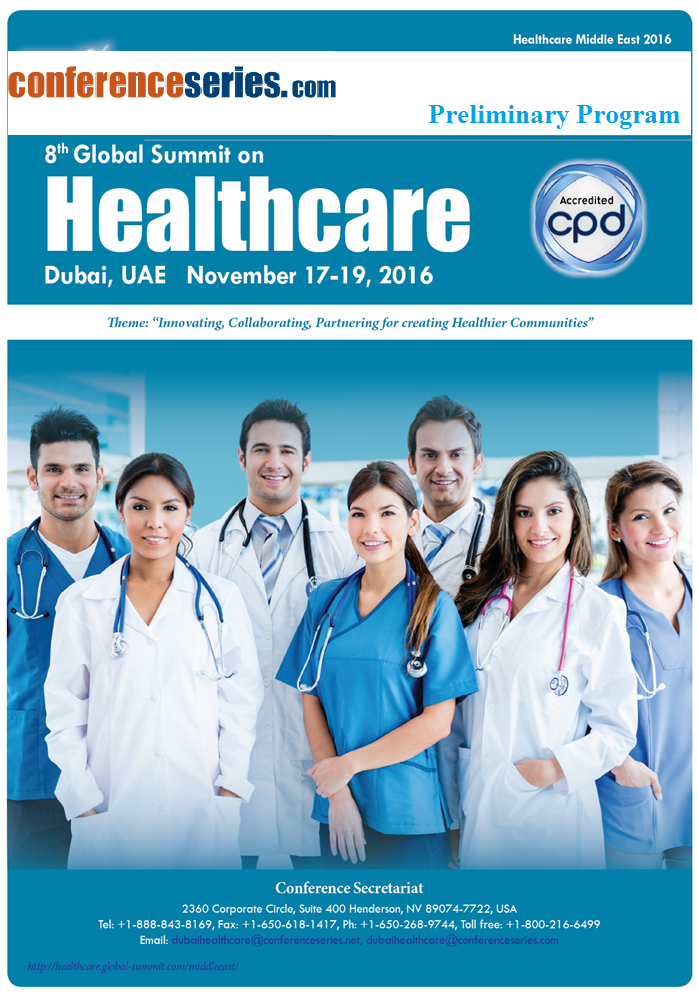 Healthcare Middle East 2016
conferenceseries.com
Preliminary Program
8th Global Summit on
Healthcare
Accredited
cpd
Dubai, UAE November 17-19, 2016
Theme: “Innovating, Collaborating, Partnering for creating Healthier Communities”
Conference Secretariat
2360 Corporate Circle, Suite 400 Henderson, NV 89074-7722, USA
Tel: +1-888-843-8169, Fax: +1-650-618-1417, Ph: +1-650-268-9744, Toll free: +1-800-216-6499
Email: dubaihealthcare@conferenceseries.net, dubaihealthcare@conferenceseries.com
http://healthcare.global-summit.com/middleeast/